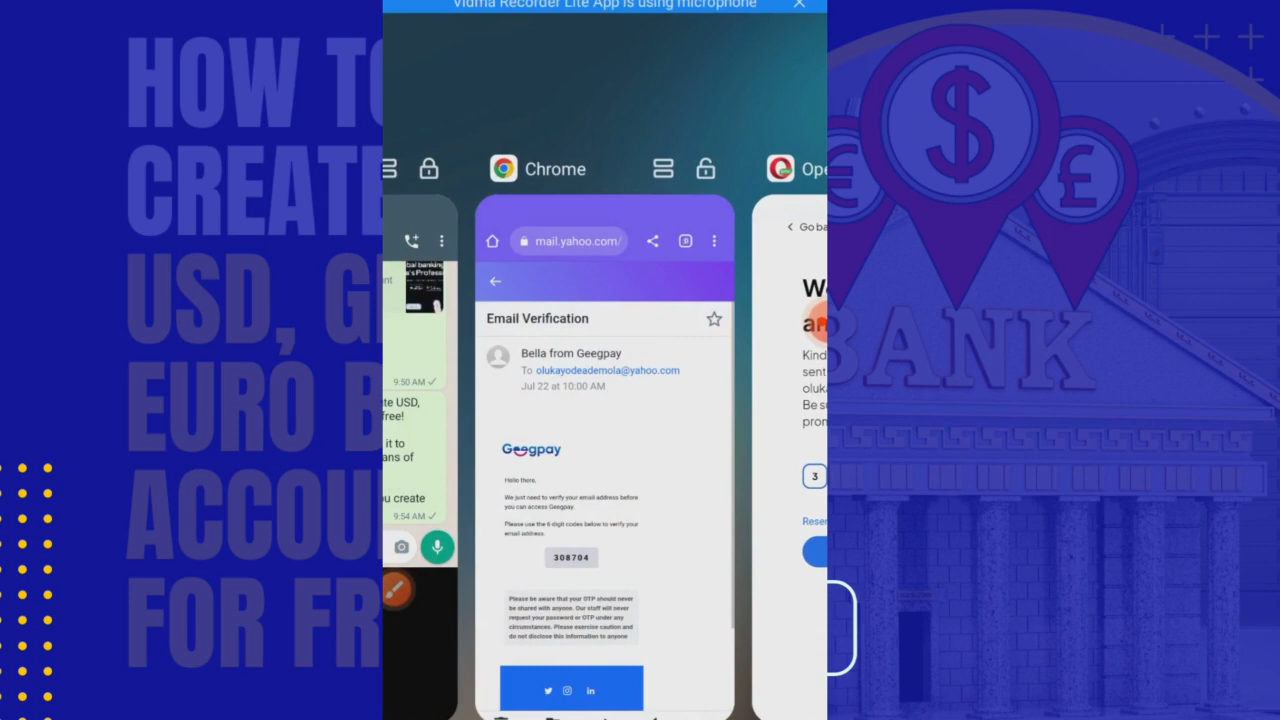 Vidma Recorder Lite App is using microphone
HOW TO
CREATE
USD, G
EURO B
ACCOU
FOR FR
$
€
£
BANK
Chrome
Ope
mail.yahoo.com/
Email Verification
Bella from Geegpay
To olukayodeademola@yahoo.com
Jul 22 at 10:00 AM
Geegpay
Hello there,
We just need to verify your email address before
you can access Geegpay
Please use the 6 digit codes below to verify your
email address.
308704
Please be aware that your OTP should never
be shared with anyone. Our staff will never
request your password or OTP under any
circumstances. Please exercise caution and
do not disclose this information to anyone
9:50 AM
te USD,
free!
it to
ans of
u create
9:54 AM
Go ba
We
an
Kind
sent
oluk
Be su
pron
3
Reser